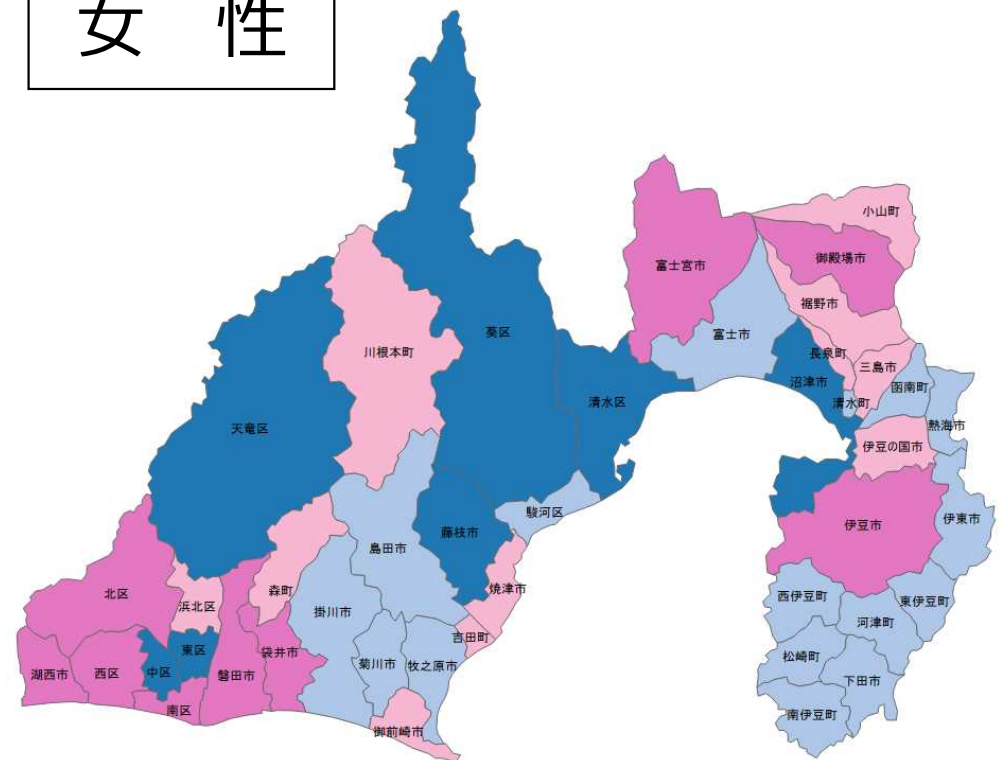 女 性
小山町
御殿場市
富士宮市
裾野市
富士市
葵区
長泉町
川根本町
三島市
沼津市
函南町
清水区
清水町
熱海市
天竜区
伊豆の国市
駿河区
伊東市
伊豆市
藤枝市
島田市
焼津市
森町
北区
西伊豆町
東伊豆町
浜北区
掛川市
河津町
吉田町
東区
袋井市
松崎町
菊川市
牧之原市
湖西市
西区
中区
磐田市
下田市
南区
南伊豆町
御前崎市